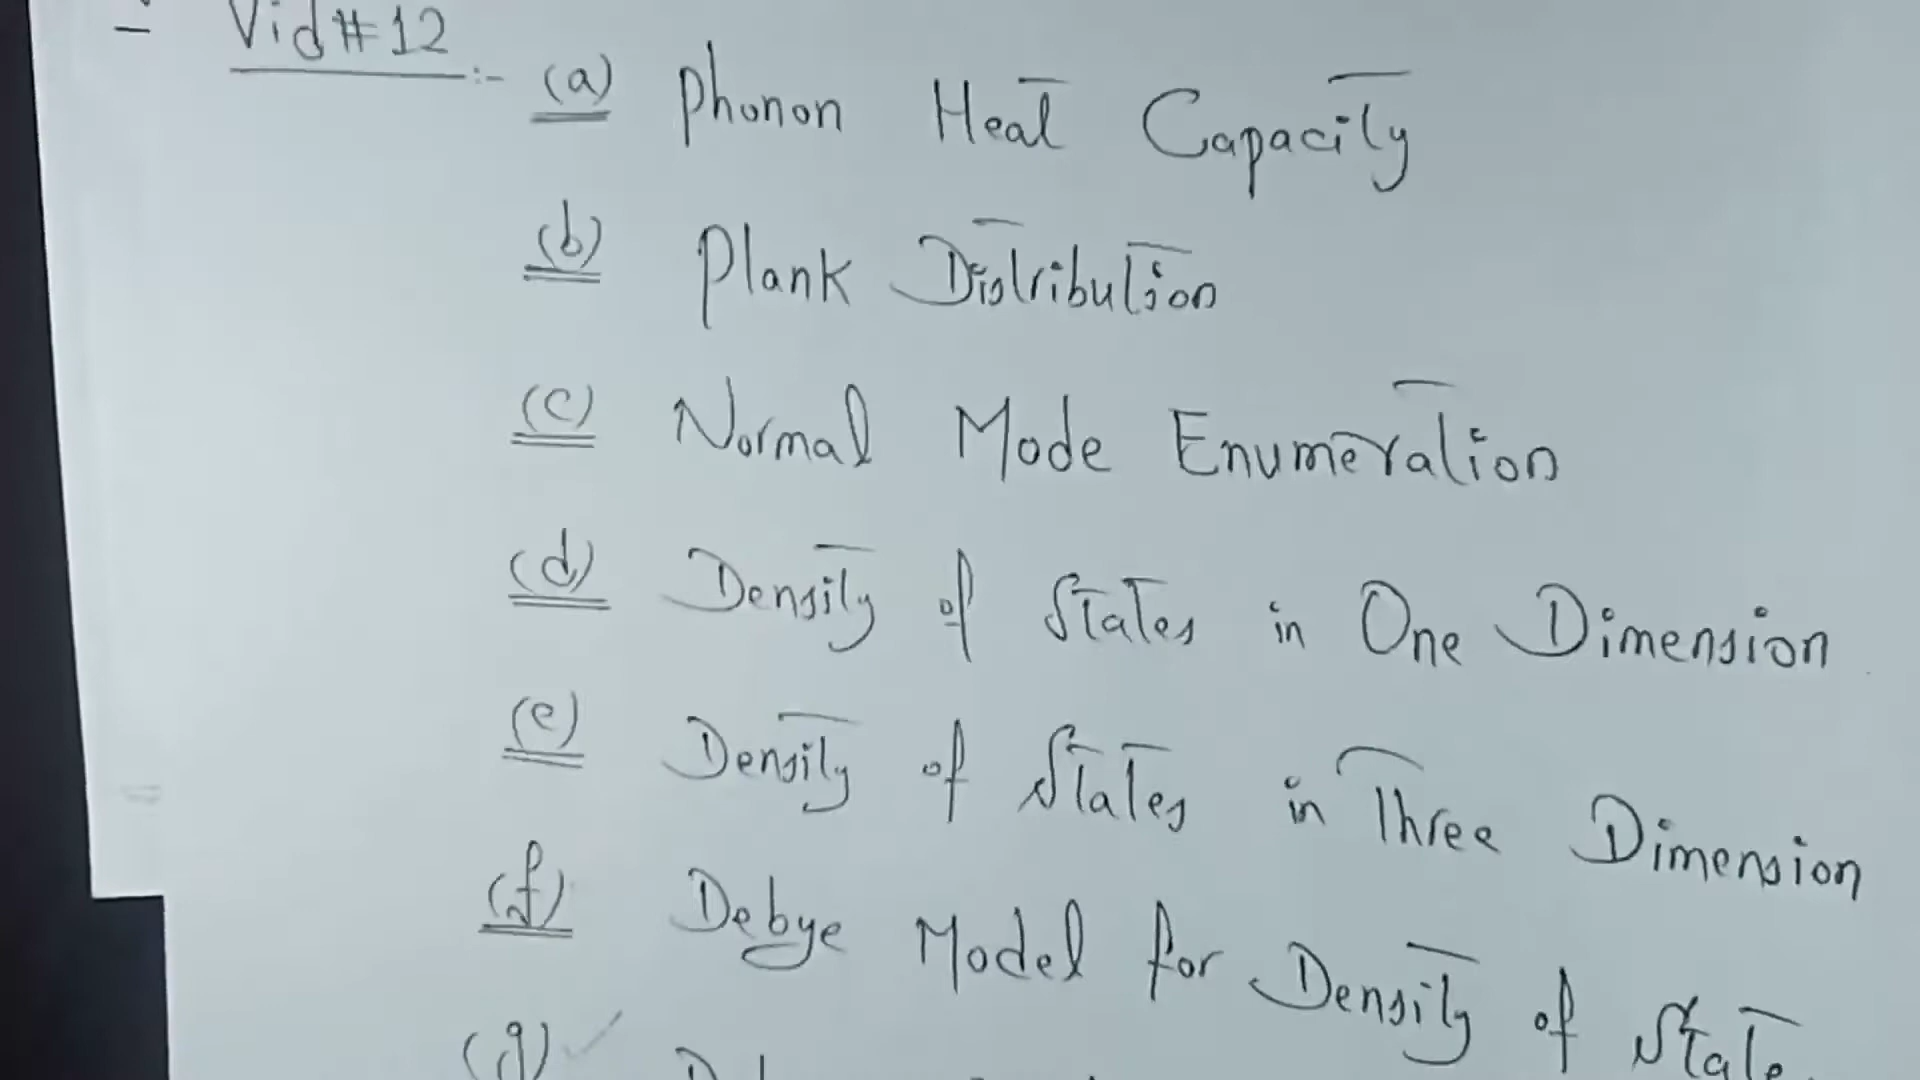 Vid#12 :- (a) Phonon Heat Capacity
(b) Plank Distribution
(c) Normal Mode Enumeration
(d) Density of States in One Dimension
(e) Density of States in Three Dimension
(f) Debye Model for Density of State
(g)